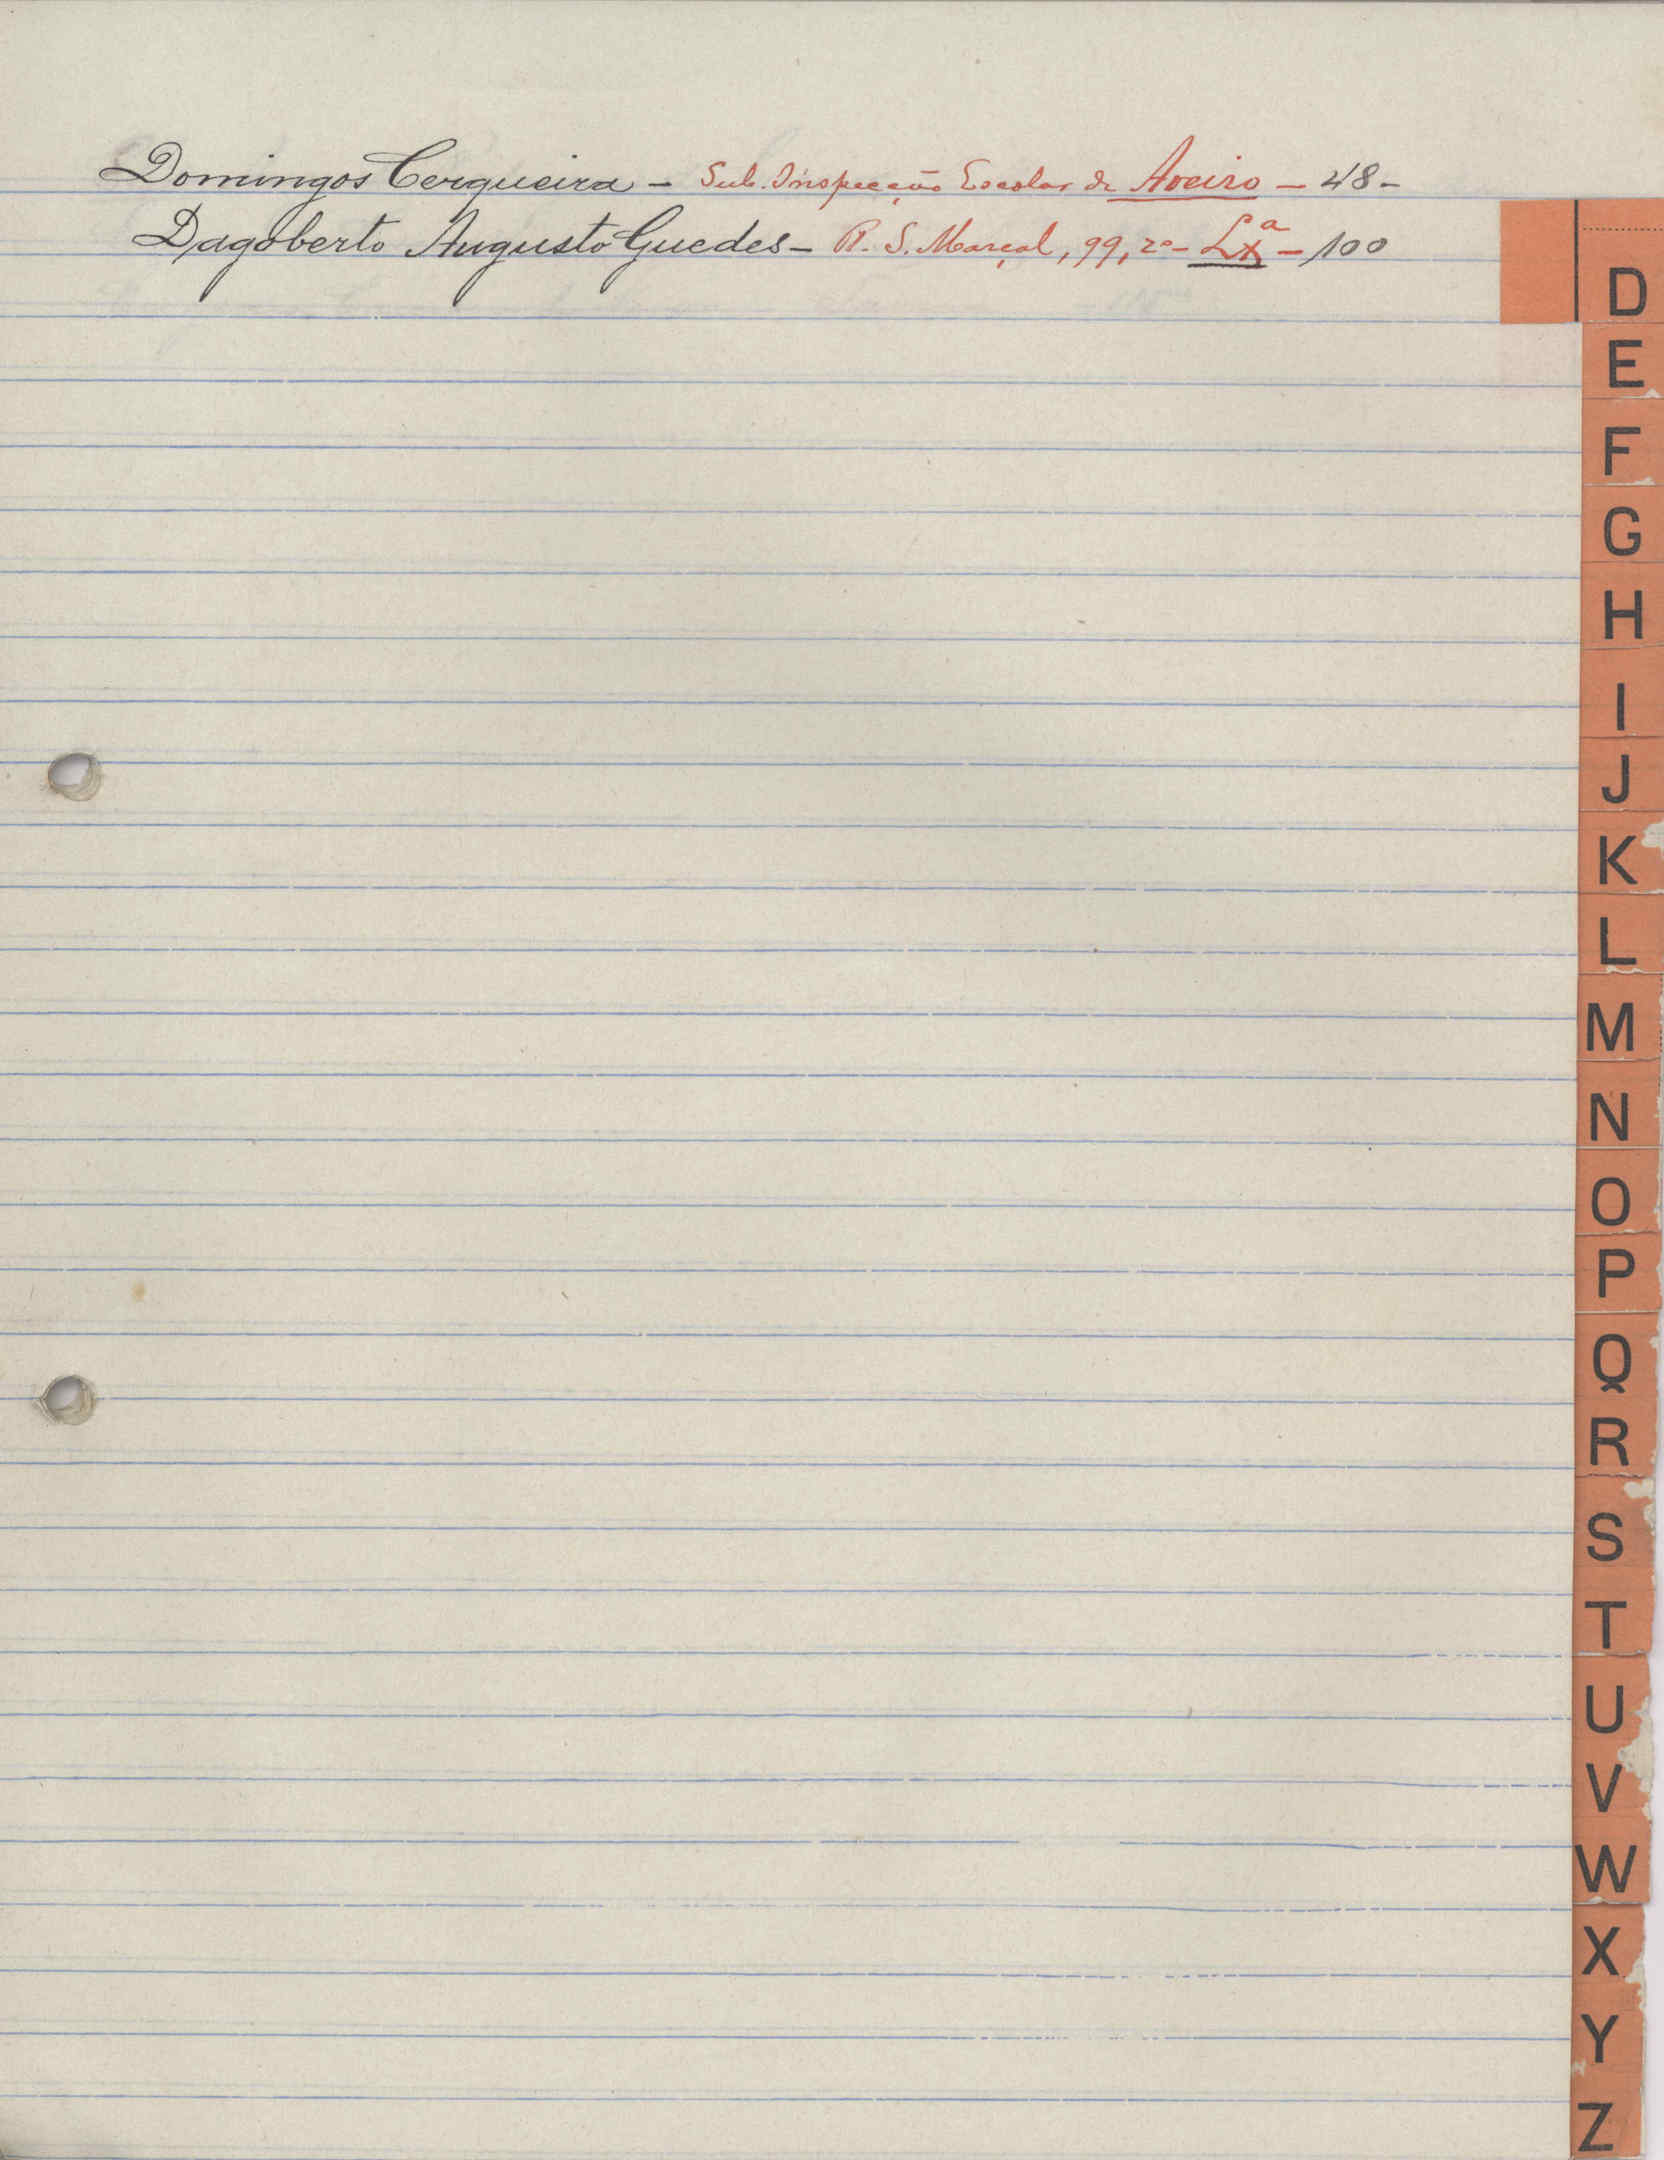 Domingos Cerqueira - Sub. Inspecção Escolar de Aveiro - 48 -
Dagoberto Augusto Guedes - R. S. Marçal, 99, 2º - Lxª - 100
D
E
F
G
H
I
J
K
L
M
N
O
P
Q
R
S
T
U
V
W
X
Y
Z